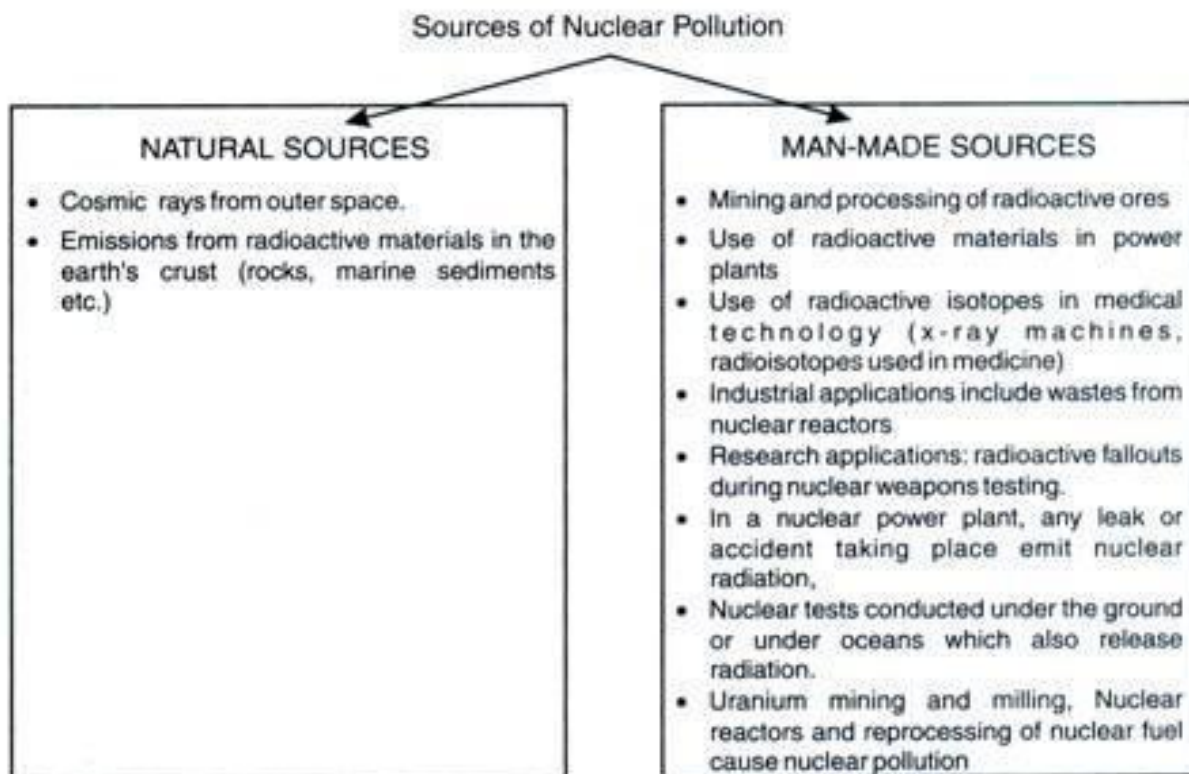 Sources of Nuclear Pollution
NATURAL SOURCES
• Cosmic rays from outer space.
• Emissions from radioactive materials in the
earth's crust (rocks, marine sediments
etc.)
MAN-MADE SOURCES
• Mining and processing of radioactive ores
• Use of radioactive materials in power
plants
• Use of radioactive isotopes in medical
technology (x-ray machines,
radioisotopes used in medicine)
• Industrial applications include wastes from
nuclear reactors
• Research applications: radioactive fallouts
during nuclear weapons testing.
• In a nuclear power plant, any leak or
accident taking place emit nuclear
radiation,
• Nuclear tests conducted under the ground
or under oceans which also release
radiation.
• Uranium mining and milling, Nuclear
reactors and reprocessing of nuclear fuel
cause nuclear pollution